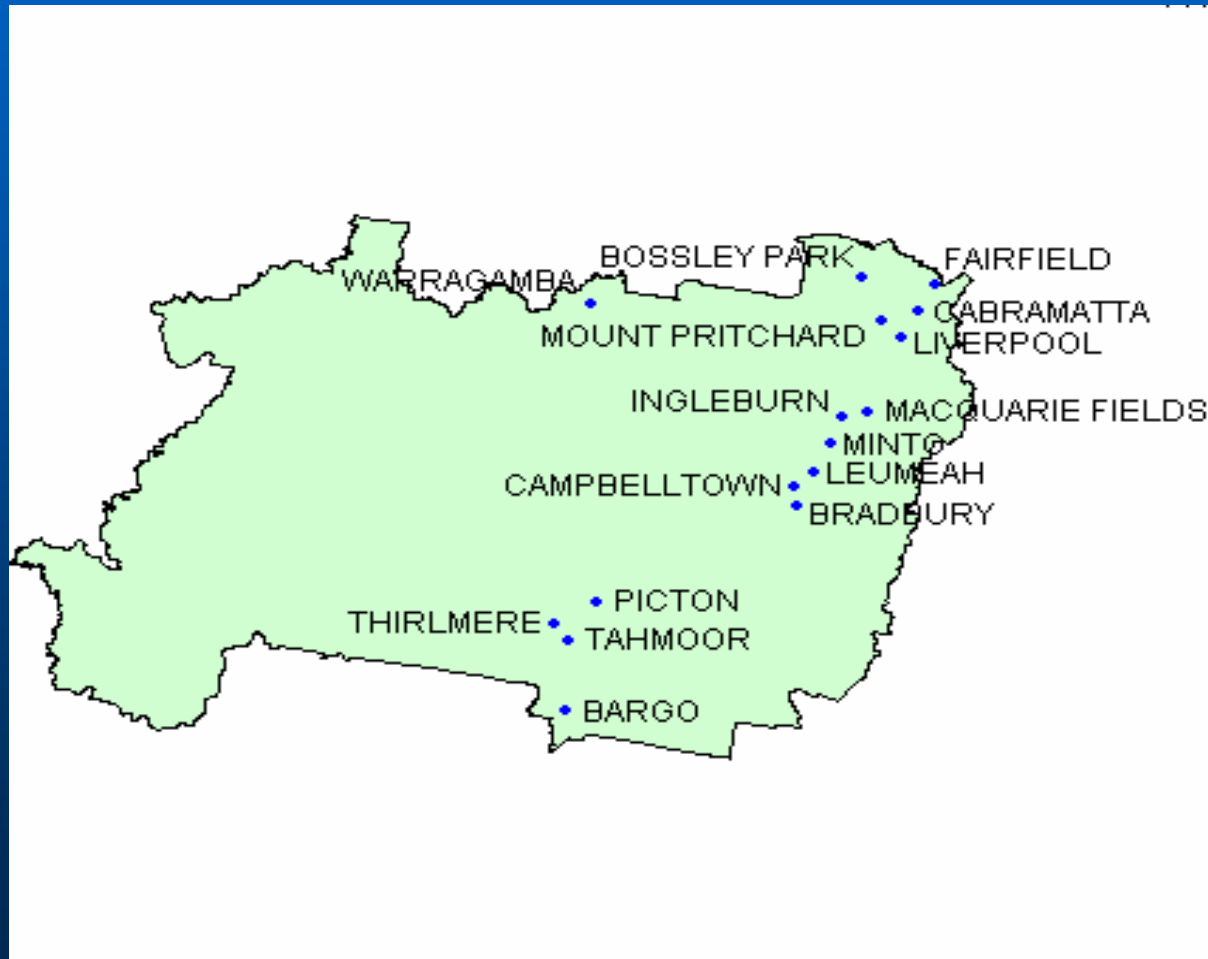 BOSSLEY PARK
FAIRFIELD
WARRAGAMBA
CABRAMATTA
MOUNT PRITCHARD
LIVERPOOL
INGLEBURN
MACQUARIE FIELDS
MINTO
LEUMEAH
CAMPBELLTOWN
BRADBURY
PICTON
THIRLMERE
TAHMOOR
BARGO